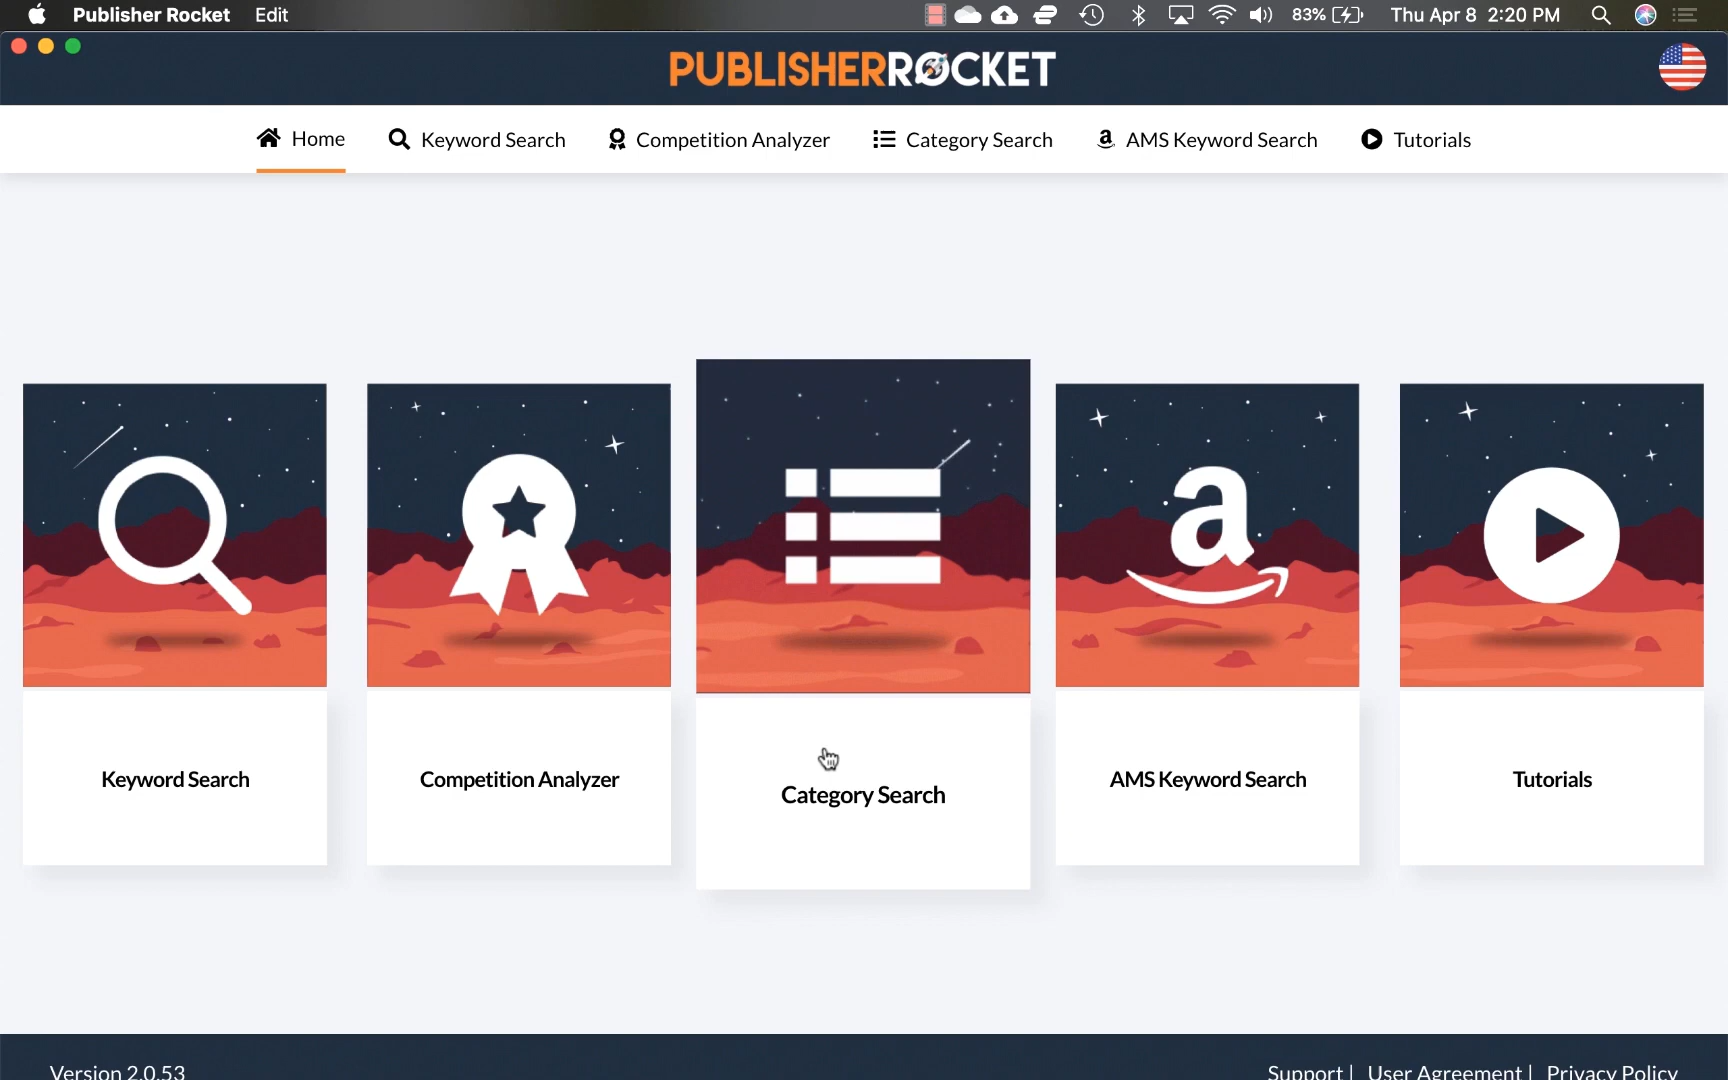 Publisher Rocket Edit 83% Thu Apr 8 2:20 PM
PUBLISHERROCKET
Home Keyword Search Competition Analyzer Category Search AMS Keyword Search Tutorials
Keyword Search Competition Analyzer Category Search AMS Keyword Search Tutorials
Version 2.0.53 Support | User Agreement | Privacy Policy